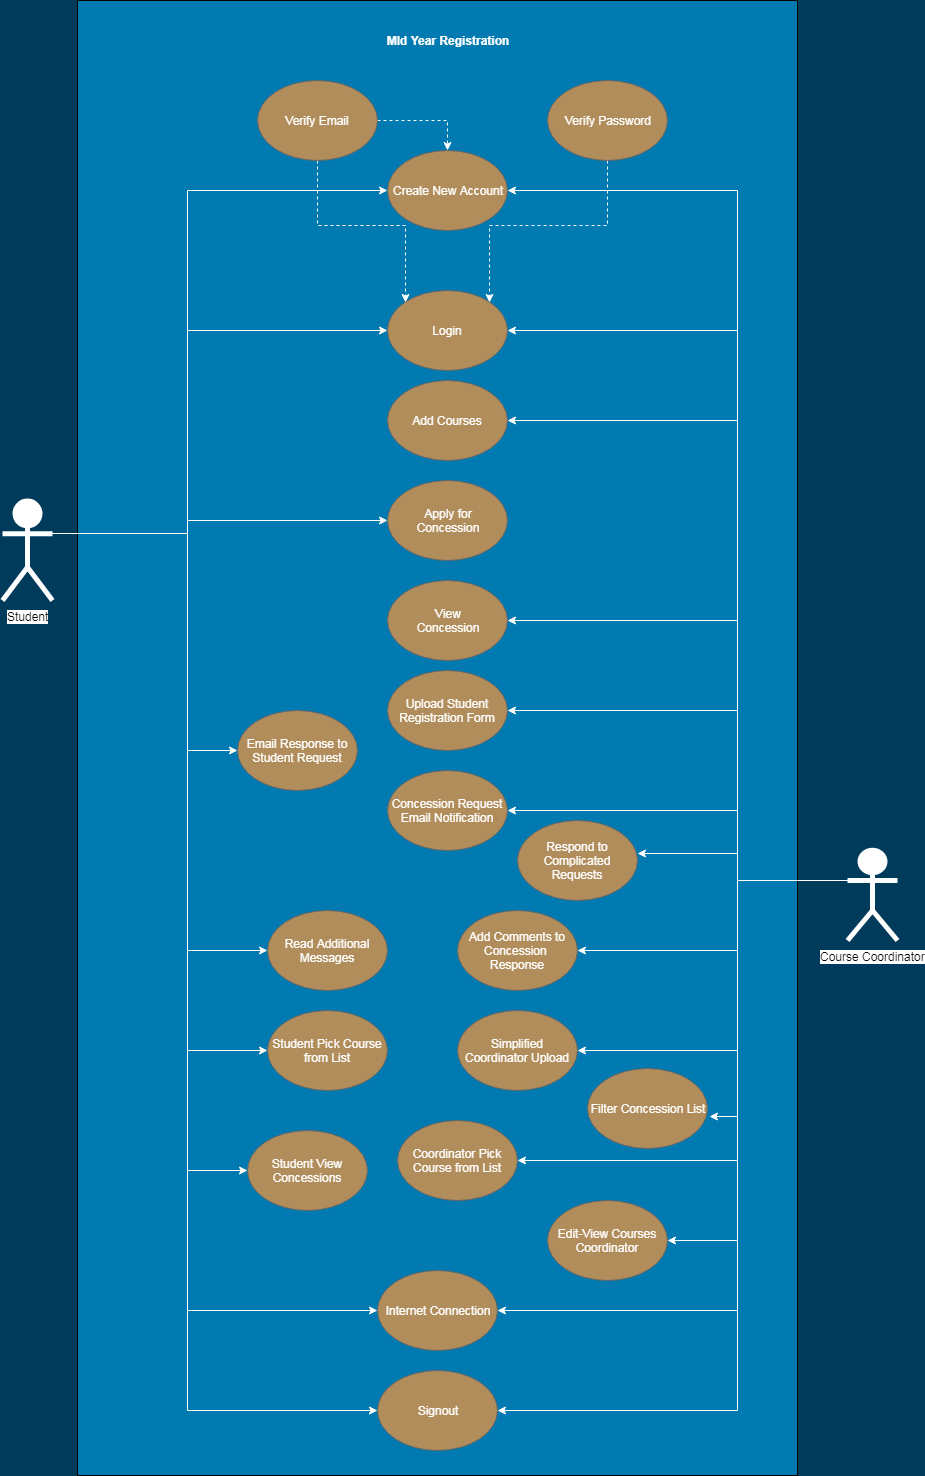 MId Year Registration
Verify Email
Verify Password
Create New Account
Login
Add Courses
Apply for
Concession
Student
View
Concession
Upload Student
Registration Form
Email Response to
Student Request
Concession Request
Email Notification
Respond to
Complicated
Requests
Read Additional
Messages
Add Comments to
Concession
Response
Course Coordinator
Student Pick Course
from List
Simplified
Coordinator Upload
Filter Concession List
Student View
Concessions
Coordinator Pick
Course from List
Edit-View Courses
Coordinator
Internet Connection
Signout